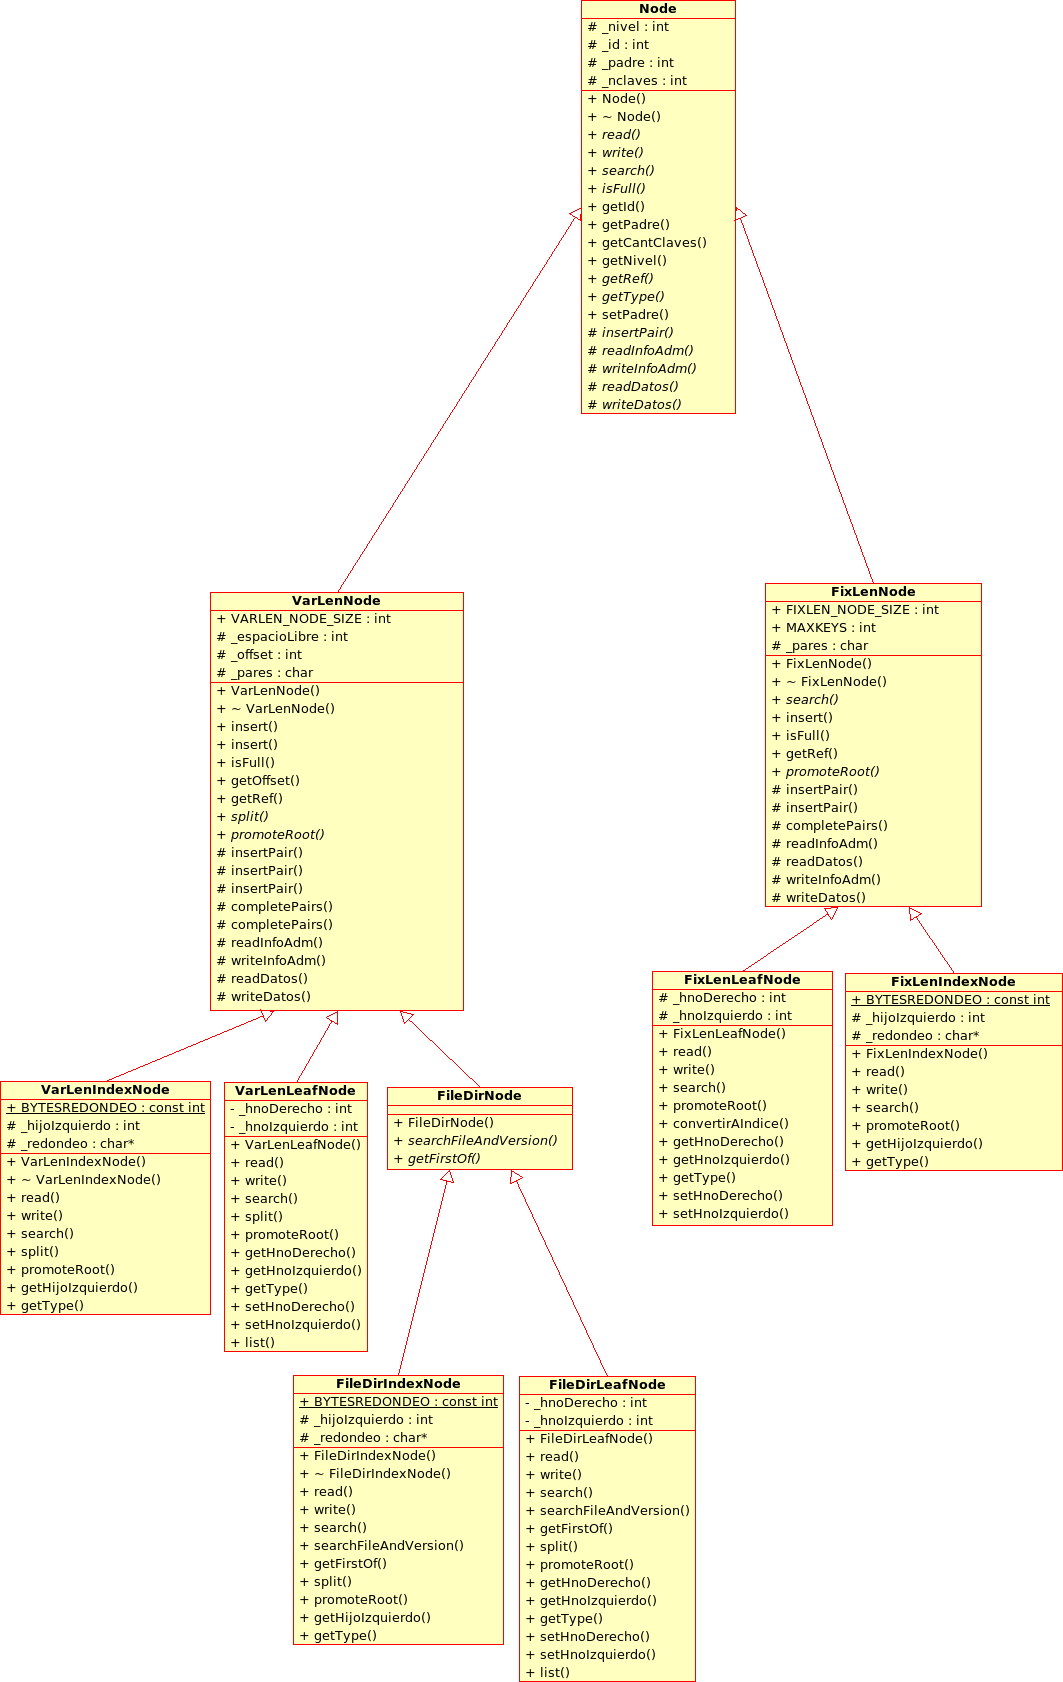 Node
# _nivel : int
# _id : int
# _padre : int
# _nclaves : int
+ Node()
+ ~ Node()
+ read()
+ write()
+ search()
+ isFull()
+ getId()
+ getPadre()
+ getCantClaves()
+ getNivel()
+ getRef()
+ getType()
+ setPadre()
# insertPair()
# readInfoAdm()
# writeInfoAdm()
# readDatos()
# writeDatos()
VarLenNode
+ VARLEN_NODE_SIZE : int
# _espacioLibre : int
# _offset : int
# _pares : char
+ VarLenNode()
+ ~ VarLenNode()
+ insert()
+ insert()
+ isFull()
+ getOffset()
+ getRef()
+ split()
+ promoteRoot()
# insertPair()
# insertPair()
# insertPair()
# completePairs()
# completePairs()
# readInfoAdm()
# writeInfoAdm()
# readDatos()
# writeDatos()
FixLenNode
+ FIXLEN_NODE_SIZE : int
+ MAXKEYS : int
# _pares : char
+ FixLenNode()
+ ~ FixLenNode()
+ search()
+ insert()
+ isFull()
+ getRef()
+ promoteRoot()
# insertPair()
# insertPair()
# completePairs()
# readInfoAdm()
# readDatos()
# writeInfoAdm()
# writeDatos()
FixLenLeafNode
# _hnoDerecho : int
# _hnoIzquierdo : int
+ FixLenLeafNode()
+ read()
+ write()
+ search()
+ promoteRoot()
+ convertirAIndice()
+ getHnoDerecho()
+ getHnoIzquierdo()
+ getType()
+ setHnoDerecho()
+ setHnoIzquierdo()
FixLenIndexNode
+ BYTESREDONDEO : const int
# _hijoIzquierdo : int
# _redondeo : char*
+ FixLenIndexNode()
+ read()
+ write()
+ search()
+ promoteRoot()
+ getHijoIzquierdo()
+ getType()
VarLenIndexNode
+ BYTESREDONDEO : const int
# _hijoIzquierdo : int
# _redondeo : char*
+ VarLenIndexNode()
+ ~ VarLenIndexNode()
+ read()
+ write()
+ search()
+ split()
+ promoteRoot()
+ getHijoIzquierdo()
+ getType()
VarLenLeafNode
- _hnoDerecho : int
- _hnoIzquierdo : int
+ VarLenLeafNode()
+ read()
+ write()
+ search()
+ split()
+ promoteRoot()
+ getHnoDerecho()
+ getHnoIzquierdo()
+ getType()
+ setHnoDerecho()
+ setHnoIzquierdo()
+ list()
FileDirNode
+ FileDirNode()
+ searchFileAndVersion()
+ getFirstOf()
FileDirIndexNode
+ BYTESREDONDEO : const int
# _hijoIzquierdo : int
# _redondeo : char*
+ FileDirIndexNode()
+ ~ FileDirIndexNode()
+ read()
+ write()
+ search()
+ searchFileAndVersion()
+ getFirstOf()
+ split()
+ promoteRoot()
+ getHijoIzquierdo()
+ getType()
FileDirLeafNode
- _hnoDerecho : int
- _hnoIzquierdo : int
+ FileDirLeafNode()
+ read()
+ write()
+ search()
+ searchFileAndVersion()
+ getFirstOf()
+ split()
+ promoteRoot()
+ getHnoDerecho()
+ getHnoIzquierdo()
+ getType()
+ setHnoDerecho()
+ setHnoIzquierdo()
+ list()